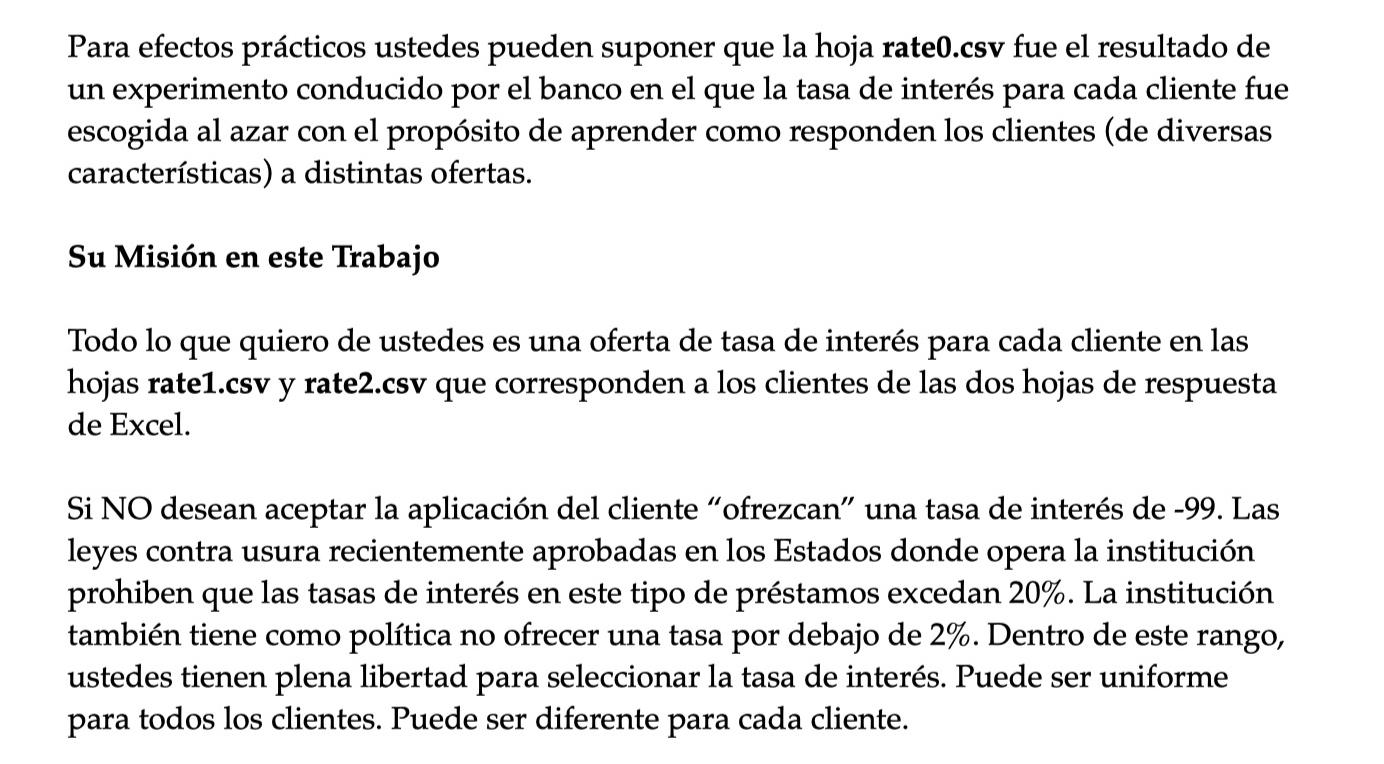 Para efectos prácticos ustedes pueden suponer que la hoja rate0.csv fue el resultado de
un experimento conducido por el banco en el que la tasa de interés para cada cliente fue
escogida al azar con el propósito de aprender como responden los clientes (de diversas
características) a distintas ofertas.
Su Misión en este Trabajo
Todo lo que quiero de ustedes es una oferta de tasa de interés para cada cliente en las
hojas rate1.csv y rate2.csv que corresponden a los clientes de las dos hojas de respuesta
de Excel.
Si NO desean aceptar la aplicación del cliente “ofrezcan” una tasa de interés de -99. Las
leyes contra usura recientemente aprobadas en los Estados donde opera la institución
prohiben que las tasas de interés en este tipo de préstamos excedan 20%. La institución
también tiene como política no ofrecer una tasa por debajo de 2%. Dentro de este rango,
ustedes tienen plena libertad para seleccionar la tasa de interés. Puede ser uniforme
para todos los clientes. Puede ser diferente para cada cliente.